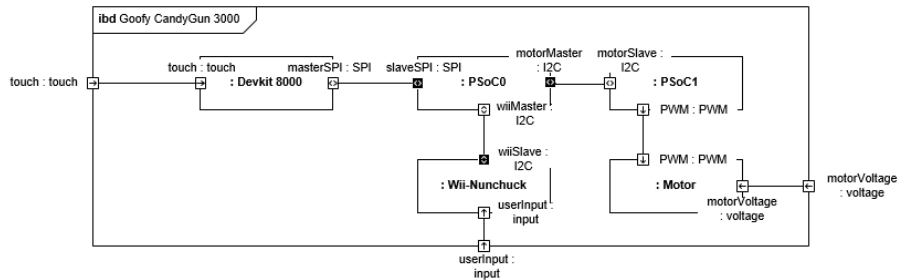 ibd Goofy CandyGun 3000
touch : touch
touch : touch
: Devkit 8000
masterSPI : SPI
slaveSPI : SPI
: PSoC0
motorMaster
: I2C
motorSlave :
I2C
: PSoC1
wiiMaster :
I2C
PWM : PWM
wiiSlave :
I2C
: Wii-Nunchuck
userInput :
input
PWM : PWM
: Motor
motorVoltage
: voltage
motorVoltage
: voltage
userInput :
input